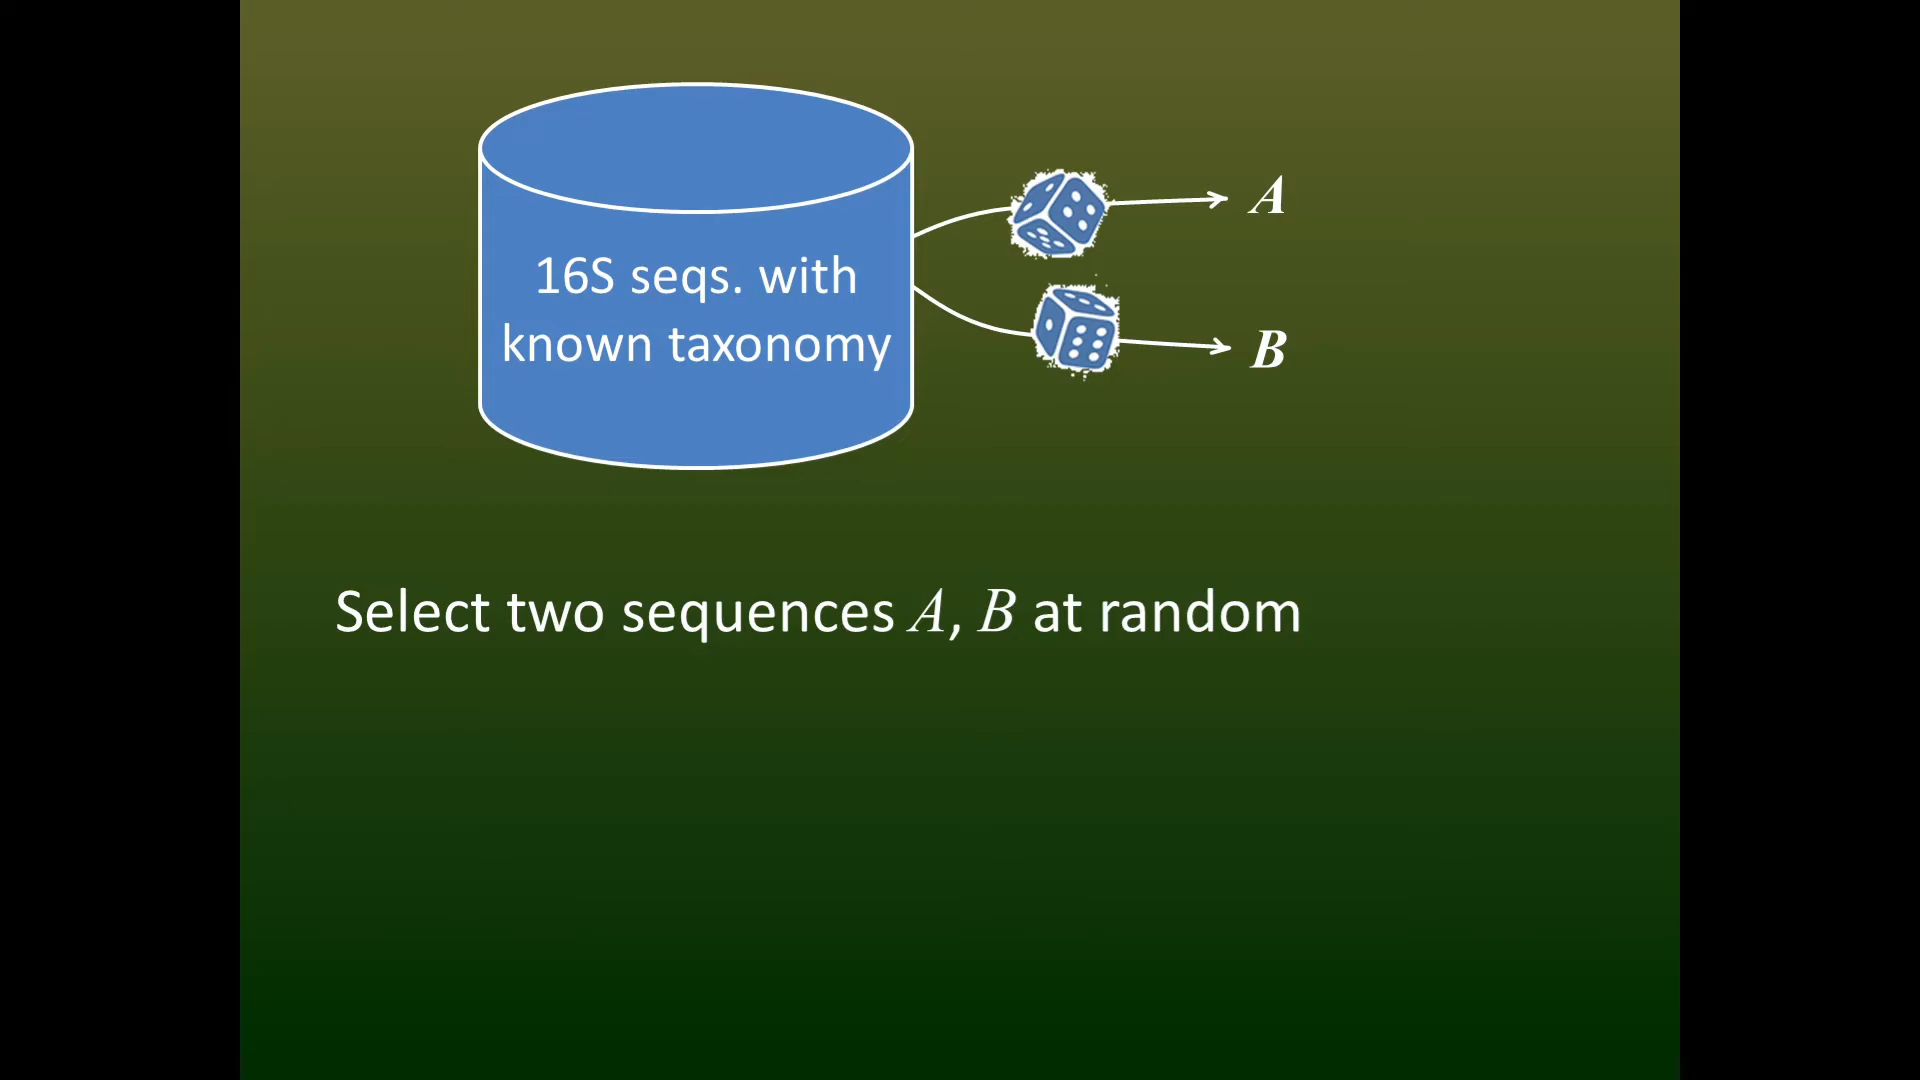 A
16S seqs. with
known taxonomy
B
Select two sequences A, B at random